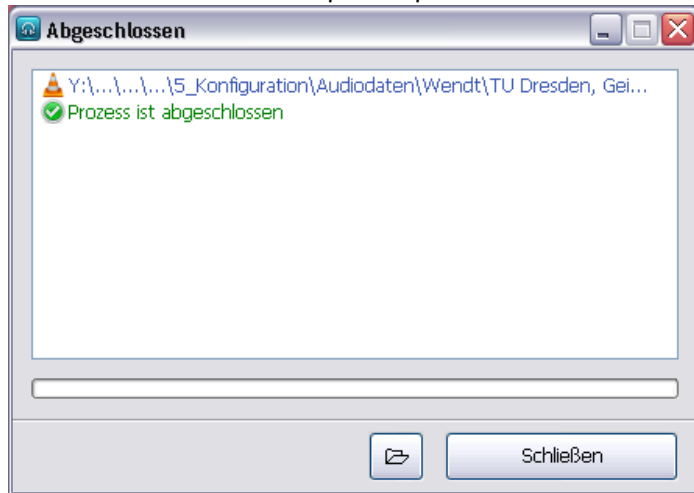 Abgeschlossen
Y:\...\...\...\5_Konfiguration\Audiodaten\Wendt\TU Dresden, Gei...
Prozess ist abgeschlossen
Schließen